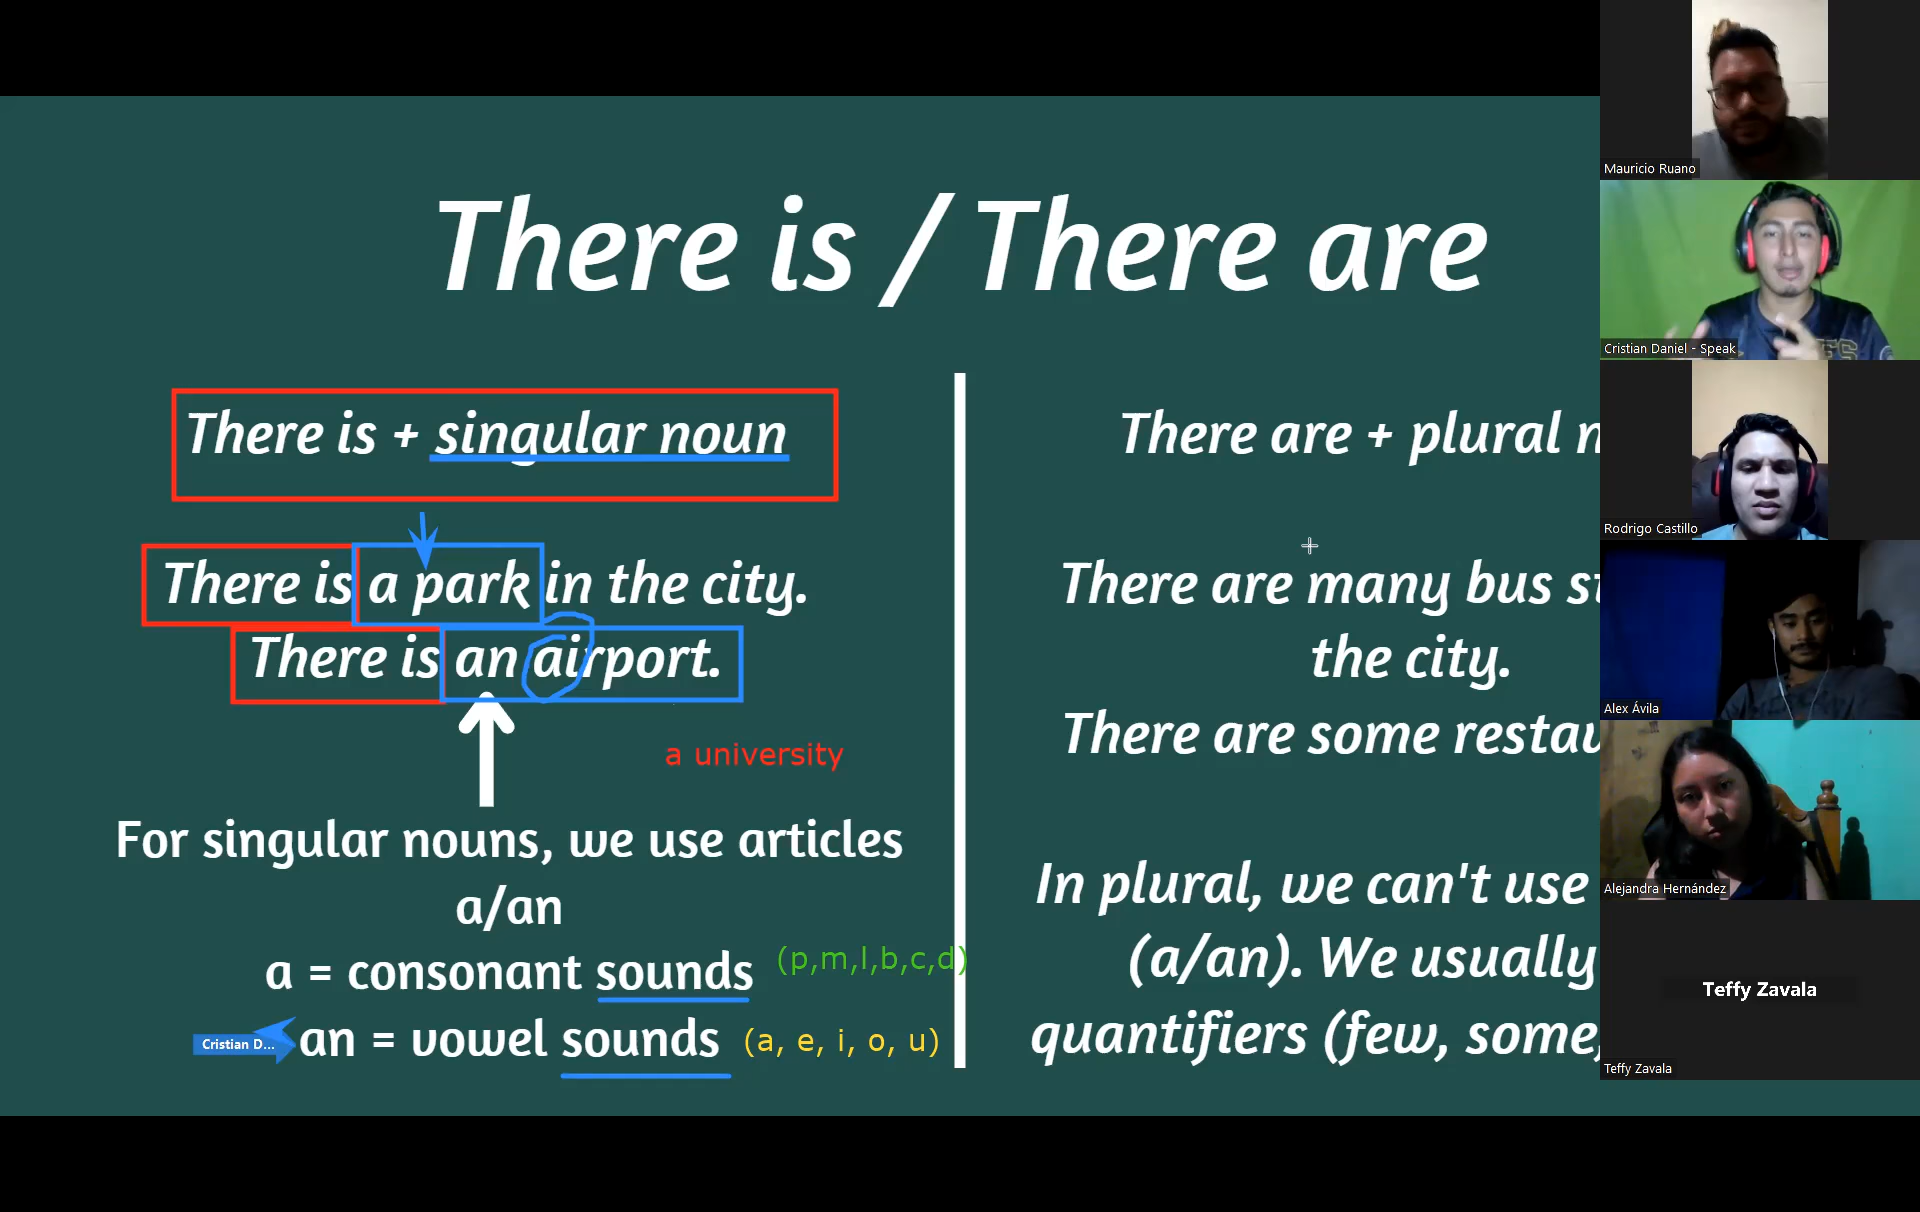 There is / There are
There is + singular noun
There is a park in the city.
There is an airport.
a university
For singular nouns, we use articles
a/an
a = consonant sounds (p,m,l,b,c,d)
Cristian D... an = vowel sounds (a, e, i, o, u)
There are + plural n
There are many bus st
the city.
There are some restau
In plural, we can't use
(a/an). We usually
quantifiers (few, some,
Mauricio Ruano
Cristian Daniel - Speak
Rodrigo Castillo
Alex Ávila
Alejandra Hernández
Teffy Zavala
Teffy Zavala